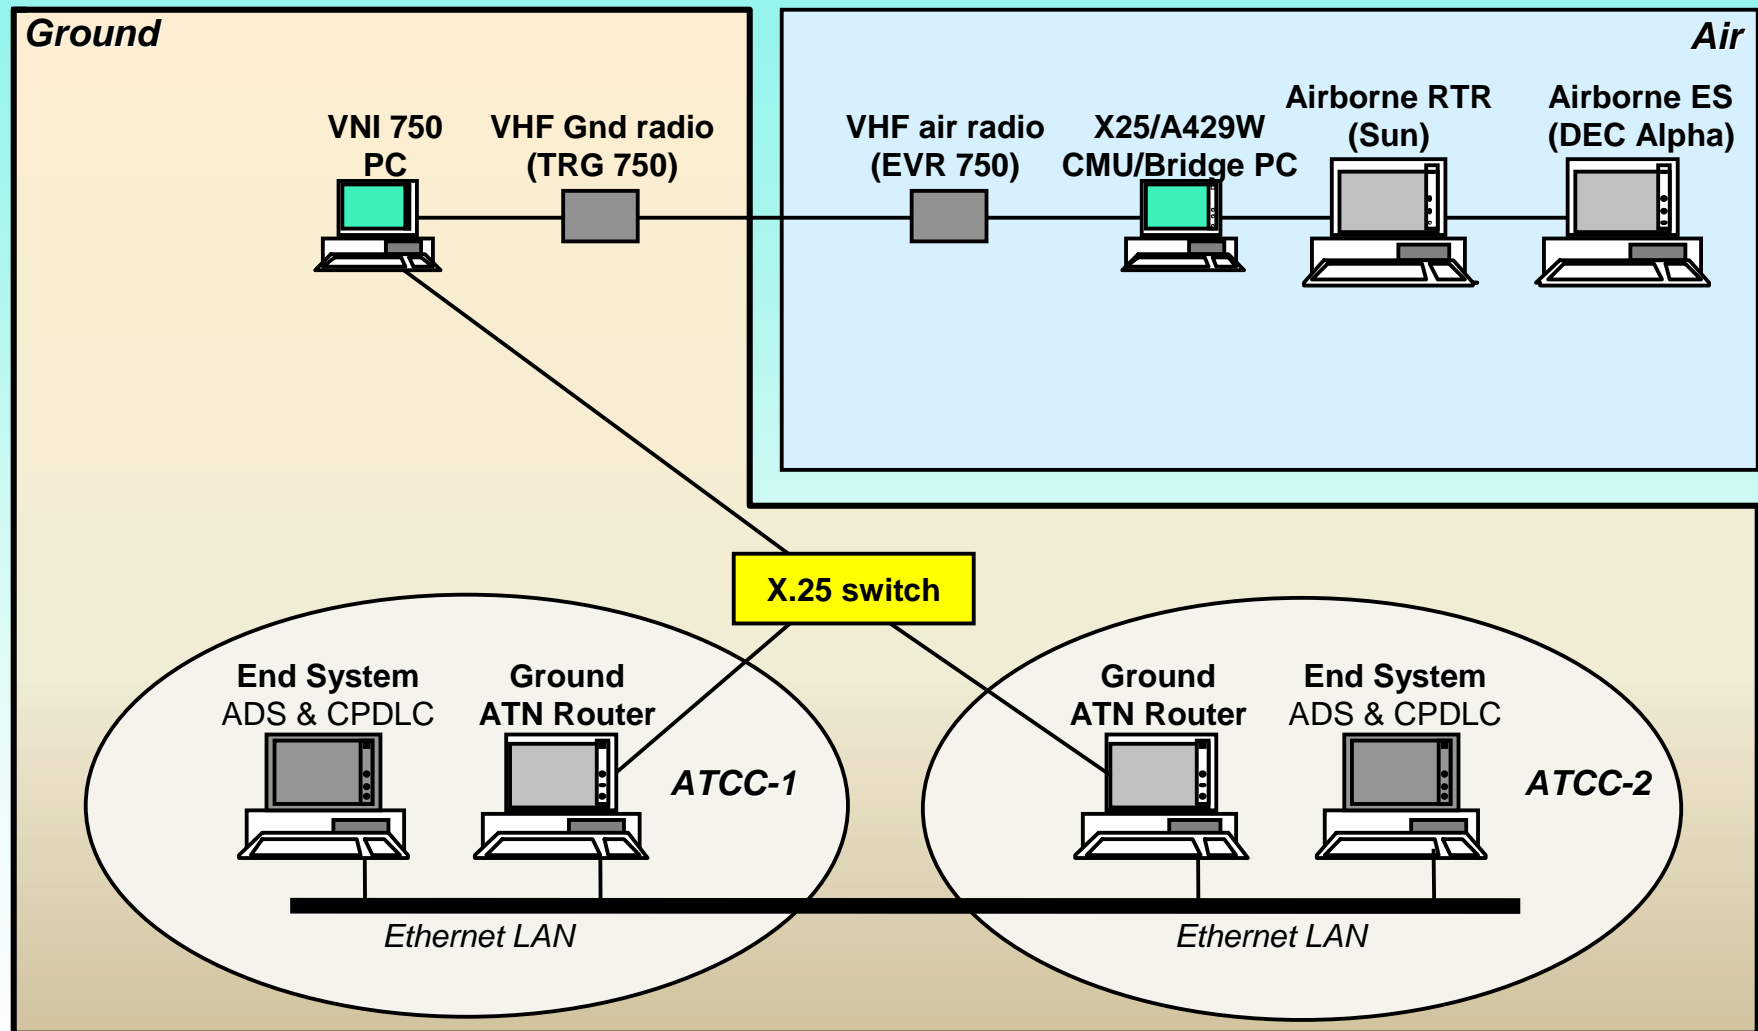 Ground
Air
VNI 750
PC
VHF Gnd radio
(TRG 750)
VHF air radio
(EVR 750)
X25/A429W
CMU/Bridge PC
Airborne RTR
(Sun)
Airborne ES
(DEC Alpha)
X.25 switch
End System
ADS & CPDLC
Ground
ATN Router
ATCC-1
Ground
ATN Router
End System
ADS & CPDLC
ATCC-2
Ethernet LAN
Ethernet LAN